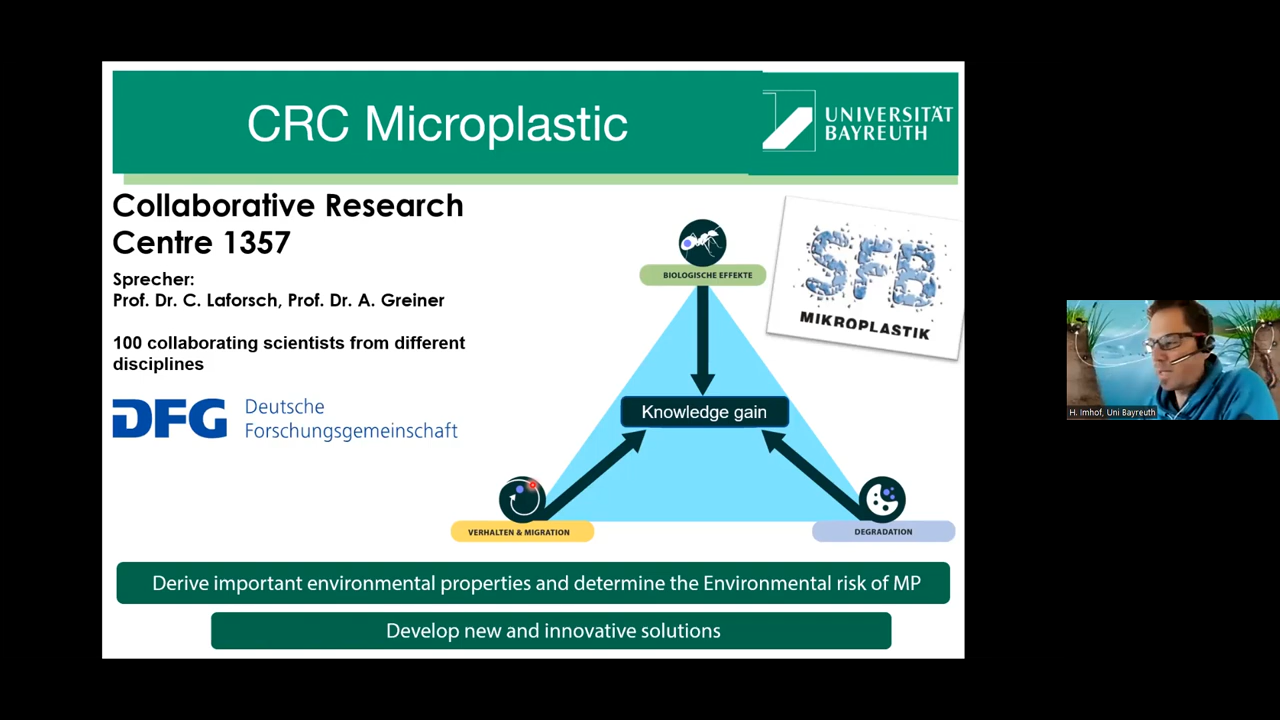 CRC Microplastic
UNIVERSITÄT
BAYREUTH
Collaborative Research
Centre 1357
Sprecher:
Prof. Dr. C. Laforsch, Prof. Dr. A. Greiner
100 collaborating scientists from different
disciplines
DFG
Deutsche
Forschungsgemeinschaft
BIOLOGISCHE EFFEKTE
SFB
MIKROPLASTIK
Knowledge gain
VERHALTEN & MIGRATION
DEGRADATION
Derive important environmental properties and determine the Environmental risk of MP
Develop new and innovative solutions
H. Imhof, Uni Bayreuth